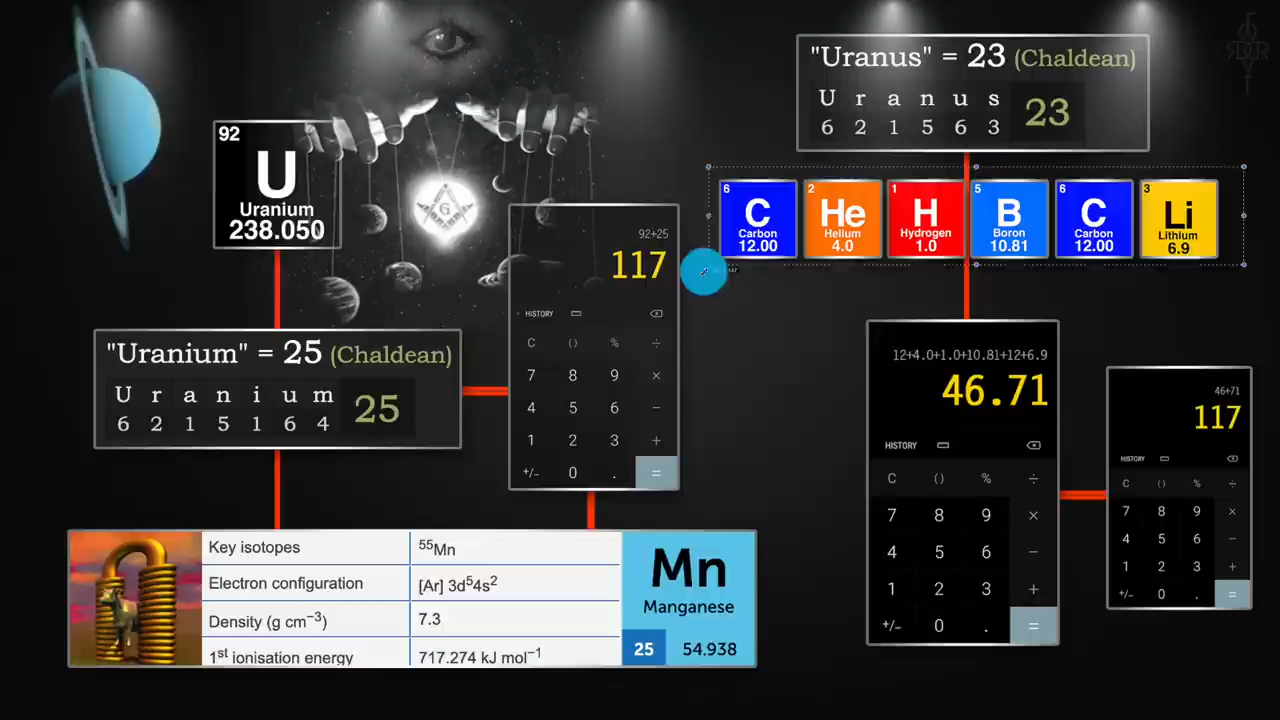 92
U
Uranium
238.050
G
"Uranium" = 25 (Chaldean)
U r a n i u m
6 2 1 5 1 6 4
25
92+25
117
HISTORY
C () % ÷
7 8 9 ×
4 5 6 −
1 2 3 +
+/− 0 . =
Key isotopes ⁵⁵Mn
Electron configuration [Ar] 3d⁵4s²
Density (g cm⁻³) 7.3
1ˢᵗ ionisation energy 717.274 kJ mol⁻¹
Mn
Manganese
25 54.938
"Uranus" = 23 (Chaldean)
U r a n u s
6 2 1 5 6 3
23
6
C
Carbon
12.00
2
He
Helium
4.0
1
H
Hydrogen
1.0
5
B
Boron
10.81
6
C
Carbon
12.00
3
Li
Lithium
6.9
12+4.0+1.0+10.81+12+6.9
46.71
HISTORY
C () % ÷
7 8 9 ×
4 5 6 −
1 2 3 +
+/− 0 . =
46+71
117
HISTORY
C () % ÷
7 8 9 ×
4 5 6 −
1 2 3 +
+/− 0 . =